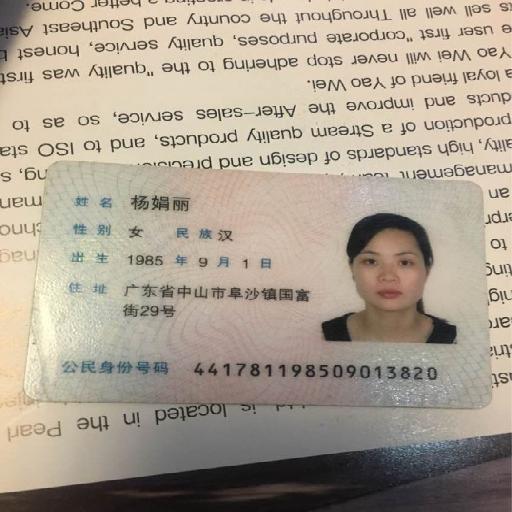 姓名 杨娟丽
性别 女 民族 汉
出生 1985 年 9 月 1 日
住址 广东省中山市阜沙镇国富
街29号
公民身份号码 441781198509013820
is located in the Pearl
management
high standards of design and
production of a Stream quality products, and to ISO
and improve the After-sales service, so as to
a loyal friend of Yao Wei.
Yao Wei will never stop adhering to the "quality was first
user first "corporate purposes, quality service, honest
sell well all Throughout the country and Southeast Asia
Come.